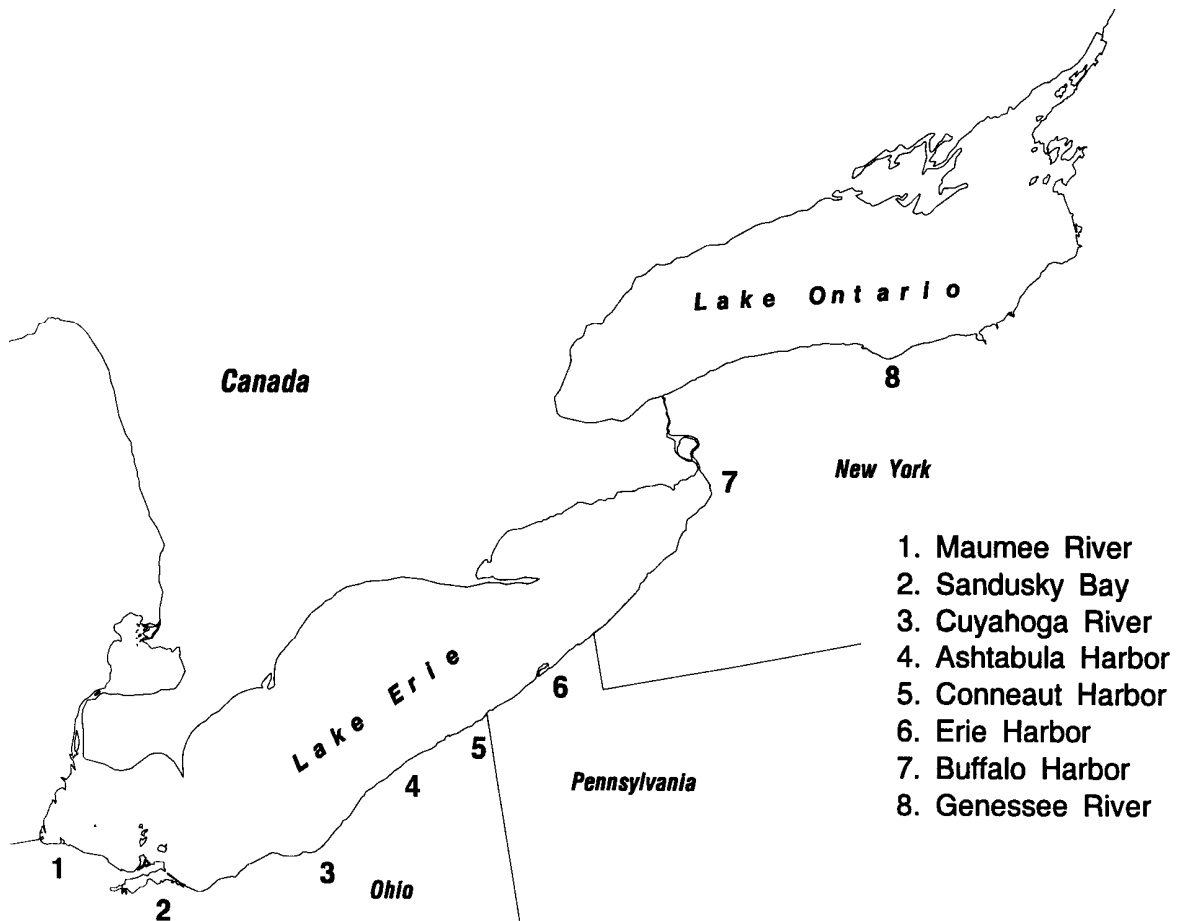 Lake Ontario
Canada
8
New York
7
1. Maumee River
2. Sandusky Bay
3. Cuyahoga River
4. Ashtabula Harbor
5. Conneaut Harbor
6. Erie Harbor
7. Buffalo Harbor
8. Genessee River
Lake Erie
6
5
4
Pennsylvania
3
1
2
Ohio